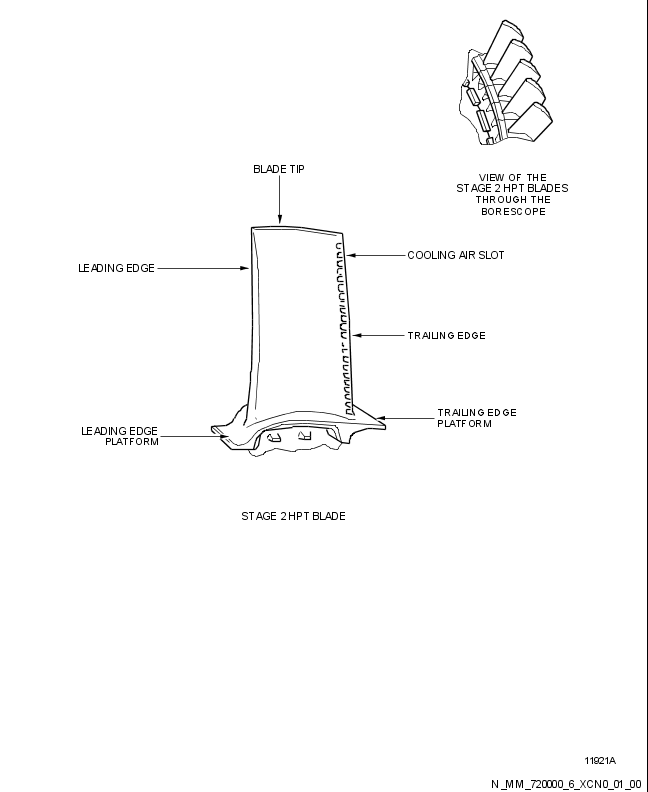 VIEW OF THE
STAGE 2 HPT BLADES
THROUGH THE
BORESCOPE
BLADE TIP
COOLING AIR SLOT
LEADING EDGE
TRAILING EDGE
TRAILING EDGE
PLATFORM
LEADING EDGE
PLATFORM
STAGE 2 HPT BLADE
11921A
N_MM_720000_6_XCN0_01_00